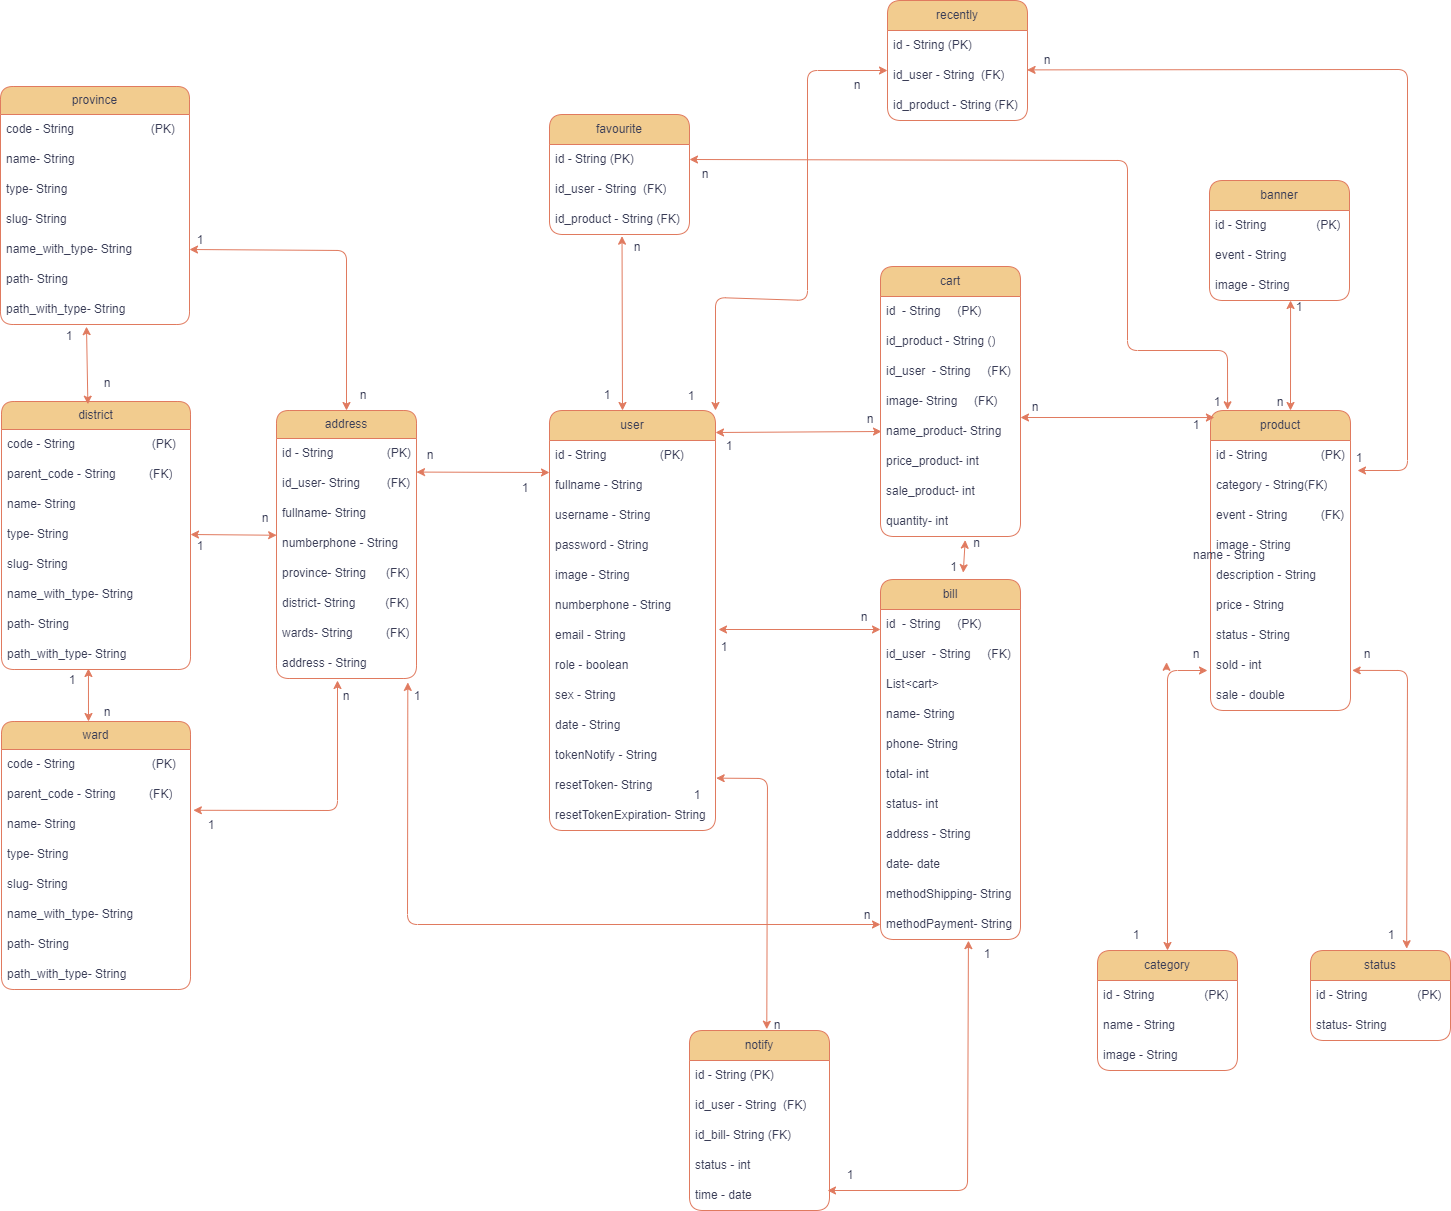 recently
id - String (PK)
id_user - String (FK)
id_product - String (FK)
n
n
province
code - String (PK)
name- String
type- String
slug- String
name_with_type- String
path- String
path_with_type- String
1
1
n
favourite
id - String (PK)
id_user - String (FK)
id_product - String (FK)
n
n
1
1
banner
id - String (PK)
event - String
image - String
1
n
cart
id - String (PK)
id_product - String ()
id_user - String (FK)
image- String (FK)
name_product- String
price_product- int
sale_product- int
quantity- int
n
n
n
1
district
code - String (PK)
parent_code - String (FK)
name- String
type- String
slug- String
name_with_type- String
path- String
path_with_type- String
n
1
1
n
address
id - String (PK)
id_user- String (FK)
fullname- String
numberphone - String
province- String (FK)
district- String (FK)
wards- String (FK)
address - String
n
n
1
n
1
user
id - String (PK)
fullname - String
username - String
password - String
image - String
numberphone - String
email - String
role - boolean
sex - String
date - String
tokenNotify - String
resetToken- String
1
resetTokenExpiration- String
1
n
1
product
id - String (PK)
category - String(FK)
event - String (FK)
image - String
name - String
description - String
price - String
status - String
sold - int
sale - double
1
1
1
n
n
bill
id - String (PK)
id_user - String (FK)
List<cart>
name- String
phone- String
total- int
status- int
address - String
date- date
methodShipping- String
methodPayment- String
n
1
ward
code - String (PK)
parent_code - String (FK)
name- String
type- String
slug- String
name_with_type- String
path- String
path_with_type- String
1
notify
id - String (PK)
id_user - String (FK)
id_bill- String (FK)
status - int
time - date
n
1
category
id - String (PK)
name - String
image - String
1
status
id - String (PK)
status- String
1